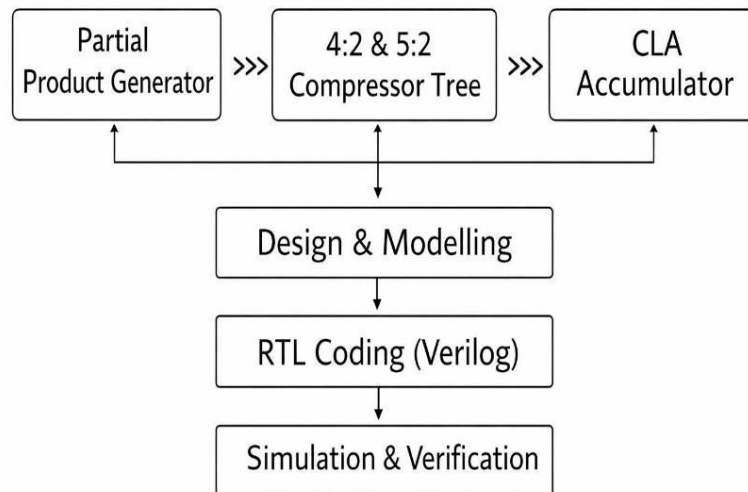 Partial
Product Generator
>>>
4:2 & 5:2
Compressor Tree
>>>
CLA
Accumulator
Design & Modelling
RTL Coding (Verilog)
Simulation & Verification